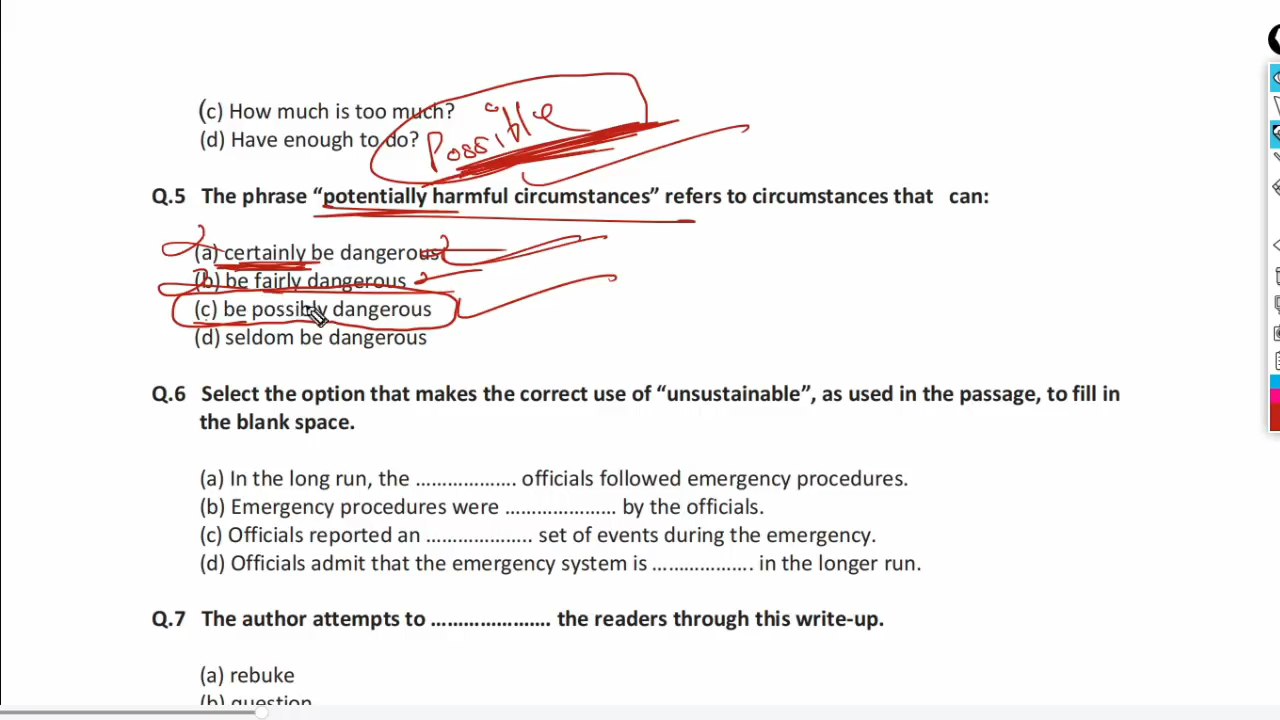 (c) How much is too much?
Possible
(d) Have enough to do?
Q.5 The phrase “potentially harmful circumstances” refers to circumstances that can:
(a) certainly be dangerous
(b) be fairly dangerous
(c) be possibly dangerous
(d) seldom be dangerous
Q.6 Select the option that makes the correct use of “unsustainable”, as used in the passage, to fill in
the blank space.
(a) In the long run, the ………………. officials followed emergency procedures.
(b) Emergency procedures were ………………… by the officials.
(c) Officials reported an ……………….. set of events during the emergency.
(d) Officials admit that the emergency system is ………………. in the longer run.
Q.7 The author attempts to …………………. the readers through this write-up.
(a) rebuke
(b) question